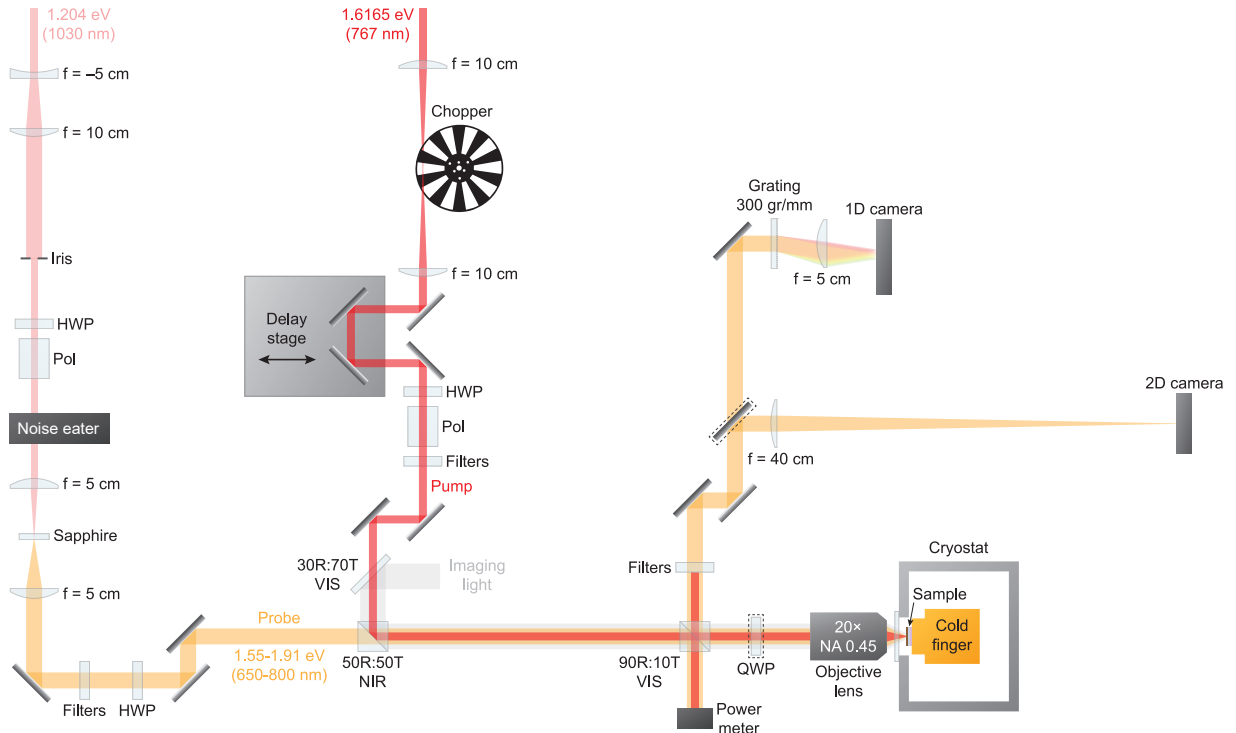 1.204 eV
(1030 nm)
f = –5 cm
f = 10 cm
Iris
HWP
Pol
Noise eater
f = 5 cm
Sapphire
f = 5 cm
Filters
HWP
Probe
1.55-1.91 eV
(650-800 nm)
1.6165 eV
(767 nm)
f = 10 cm
Chopper
f = 10 cm
Delay
stage
HWP
Pol
Filters
Pump
30R:70T
VIS
Imaging
light
50R:50T
NIR
Filters
90R:10T
VIS
Power
meter
QWP
20×
NA 0.45
Objective
lens
Cryostat
Sample
Cold
finger
Grating
300 gr/mm
1D camera
f = 5 cm
2D camera
f = 40 cm